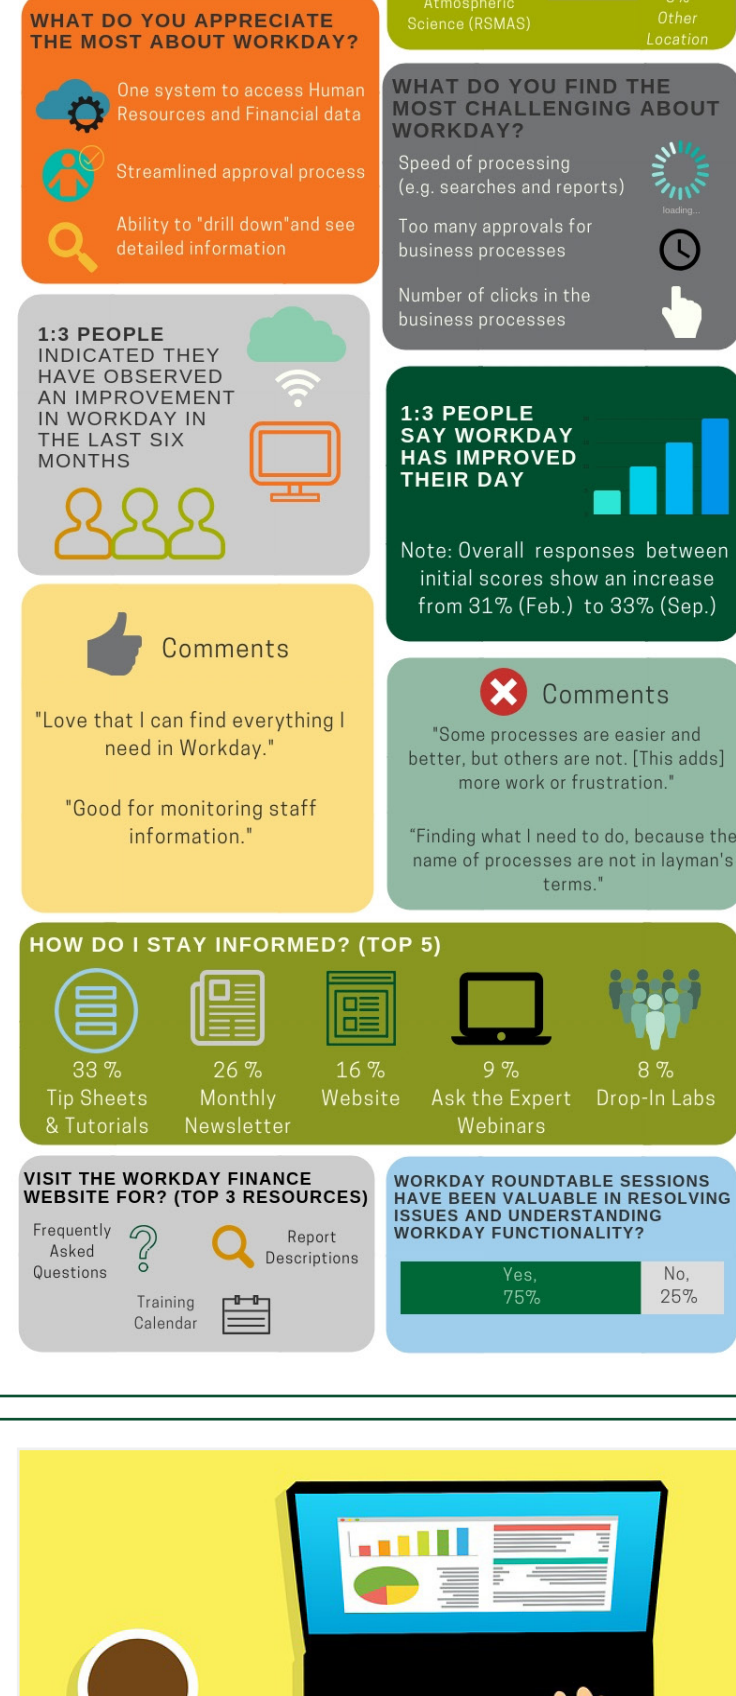 Atmospheric
Science (RSMAS)
Other
Location
WHAT DO YOU APPRECIATE
THE MOST ABOUT WORKDAY?
One system to access Human
Resources and Financial data
Streamlined approval process
Ability to "drill down"and see
detailed information
WHAT DO YOU FIND THE
MOST CHALLENGING ABOUT
WORKDAY?
Speed of processing
(e.g. searches and reports)
loading...
Too many approvals for
business processes
Number of clicks in the
business processes
1:3 PEOPLE
INDICATED THEY
HAVE OBSERVED
AN IMPROVEMENT
IN WORKDAY IN
THE LAST SIX
MONTHS
1:3 PEOPLE
SAY WORKDAY
HAS IMPROVED
THEIR DAY
Note: Overall responses between
initial scores show an increase
from 31% (Feb.) to 33% (Sep.)
Comments
"Love that I can find everything I
need in Workday."
"Good for monitoring staff
information."
Comments
"Some processes are easier and
better, but others are not. [This adds]
more work or frustration."
“Finding what I need to do, because the
name of processes are not in layman's
terms."
HOW DO I STAY INFORMED? (TOP 5)
33 %
Tip Sheets
& Tutorials
26 %
Monthly
Newsletter
16 %
Website
9 %
Ask the Expert
Webinars
8 %
Drop-In Labs
VISIT THE WORKDAY FINANCE
WEBSITE FOR? (TOP 3 RESOURCES)
Frequently
Asked
Questions
Report
Descriptions
Training
Calendar
WORKDAY ROUNDTABLE SESSIONS
HAVE BEEN VALUABLE IN RESOLVING
ISSUES AND UNDERSTANDING
WORKDAY FUNCTIONALITY?
Yes,
75%
No,
25%